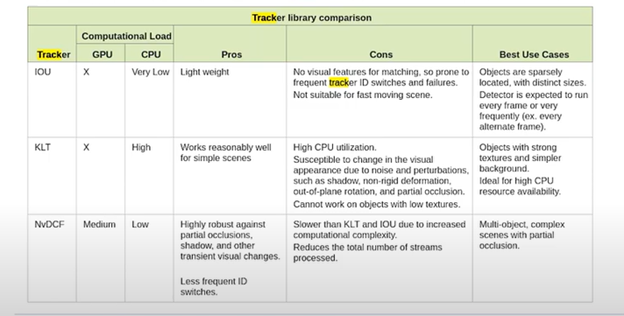 Tracker library comparison
Computational Load
Tracker GPU CPU Pros Cons Best Use Cases
IOU X Very Low Light weight
No visual features for matching, so prone to
frequent tracker ID switches and failures.
Not suitable for fast moving scene.
Objects are sparsely
located, with distinct sizes.
Detector is expected to run
every frame or very
frequently (ex. every
alternate frame).
KLT X High
Works reasonably well
for simple scenes
High CPU utilization.
Susceptible to change in the visual
appearance due to noise and perturbations,
such as shadow, non-rigid deformation,
out-of-plane rotation, and partial occlusion.
Cannot work on objects with low textures.
Objects with strong
textures and simpler
background.
Ideal for high CPU
resource availability.
NvDCF Medium Low
Highly robust against
partial occlusions,
shadow, and other
transient visual changes.
Less frequent ID
switches.
Slower than KLT and IOU due to increased
computational complexity.
Reduces the total number of streams
processed.
Multi-object, complex
scenes with partial
occlusion.